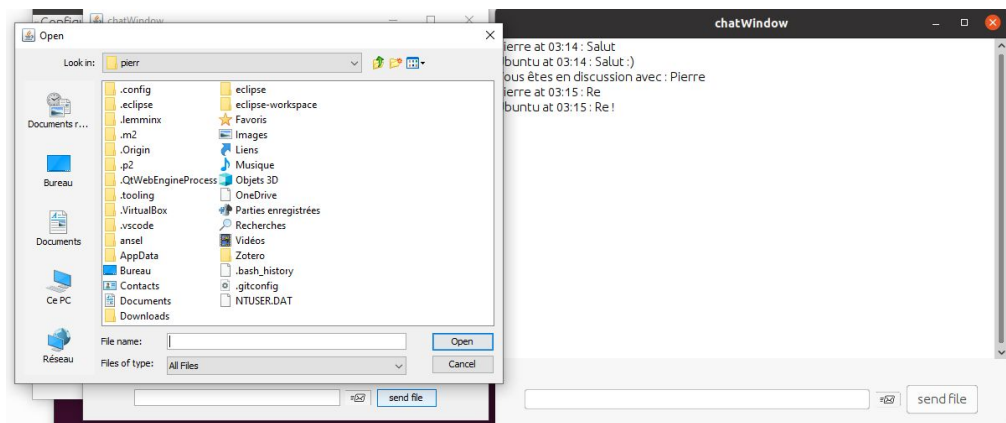 chatWindow
Open
Look in:
pierr
Documents r...
Bureau
Documents
Ce PC
Réseau
.config
.eclipse
.lemminx
.m2
.Origin
.p2
.QtWebEngineProcess
.tooling
.VirtualBox
.vscode
ansel
AppData
Bureau
Contacts
Documents
Downloads
eclipse
eclipse-workspace
Favoris
Images
Liens
Musique
Objets 3D
OneDrive
Parties enregistrées
Recherches
Vidéos
Zotero
.bash_history
.gitconfig
NTUSER.DAT
File name:
Open
Files of type:
All Files
Cancel
send file
chatWindow
ierre at 03:14 : Salut
buntu at 03:14 : Salut :)
ous êtes en discussion avec : Pierre
ierre at 03:15 : Re
buntu at 03:15 : Re !
send file